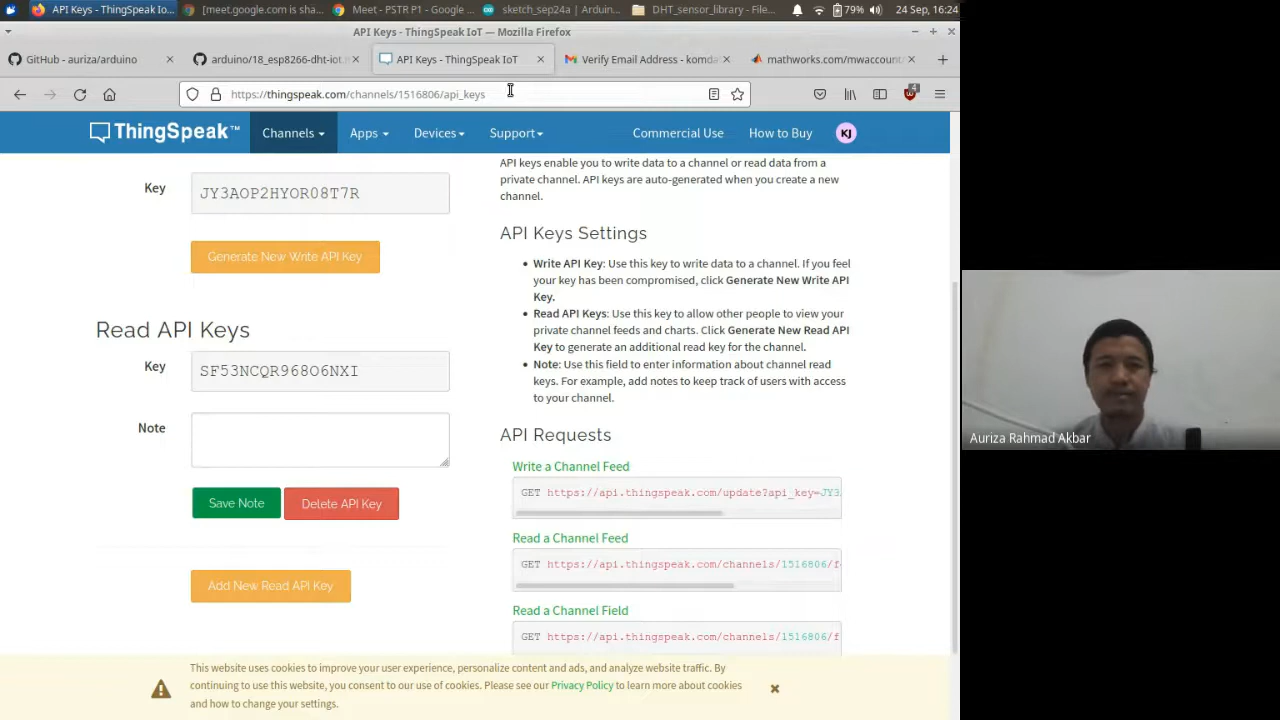 API Keys - ThingSpeak Io...
[meet.google.com is sha...
Meet - PSTR P1 - Google ...
sketch_sep24a | Arduin...
DHT_sensor_library - File...
79%
24 Sep, 16:24
API Keys - ThingSpeak IoT — Mozilla Firefox
GitHub - auriza/arduino
arduino/18_esp8266-dht-iot.
API Keys - ThingSpeak IoT
Verify Email Address - komda
mathworks.com/mwaccount
https://thingspeak.com/channels/1516806/api_keys
ThingSpeak™
Channels
Apps
Devices
Support
Commercial Use
How to Buy
KJ
Key
JY3AOP2HYOR08T7R
Generate New Write API Key
Read API Keys
Key
SF53NCQR968O6NXI
Note
Save Note
Delete API Key
Add New Read API Key
API keys enable you to write data to a channel or read data from a
private channel. API keys are auto-generated when you create a new
channel.
API Keys Settings
Write API Key: Use this key to write data to a channel. If you feel
your key has been compromised, click Generate New Write API
Key.
Read API Keys: Use this key to allow other people to view your
private channel feeds and charts. Click Generate New Read API
Key to generate an additional read key for the channel.
Note: Use this field to enter information about channel read
keys. For example, add notes to keep track of users with access
to your channel.
API Requests
Write a Channel Feed
GET https://api.thingspeak.com/update?api_key=JY3
Read a Channel Feed
GET https://api.thingspeak.com/channels/1516806/f
Read a Channel Field
GET https://api.thingspeak.com/channels/1516806/f
This website uses cookies to improve your user experience, personalize content and ads, and analyze website traffic. By
continuing to use this website, you consent to our use of cookies. Please see our Privacy Policy to learn more about cookies
and how to change your settings.
Auriza Rahmad Akbar